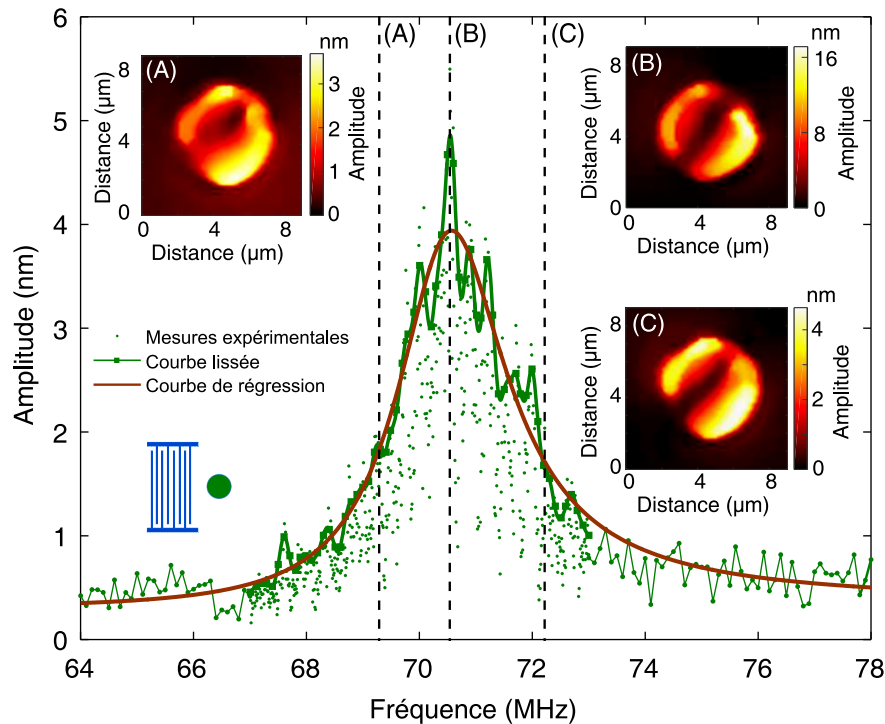 (A)
(B)
(C)
(A)
nm
8
4
0
Distance (µm)
0
4
8
Distance (µm)
3
2
1
0
Amplitude
(B)
nm
8
4
0
Distance (µm)
0
4
8
Distance (µm)
16
8
0
Amplitude
(C)
nm
8
4
0
Distance (µm)
0
4
8
Distance (µm)
4
2
0
Amplitude
Mesures expérimentales
Courbe lissée
Courbe de régression
6
5
4
3
2
1
0
Amplitude (nm)
64
66
68
70
72
74
76
78
Fréquence (MHz)